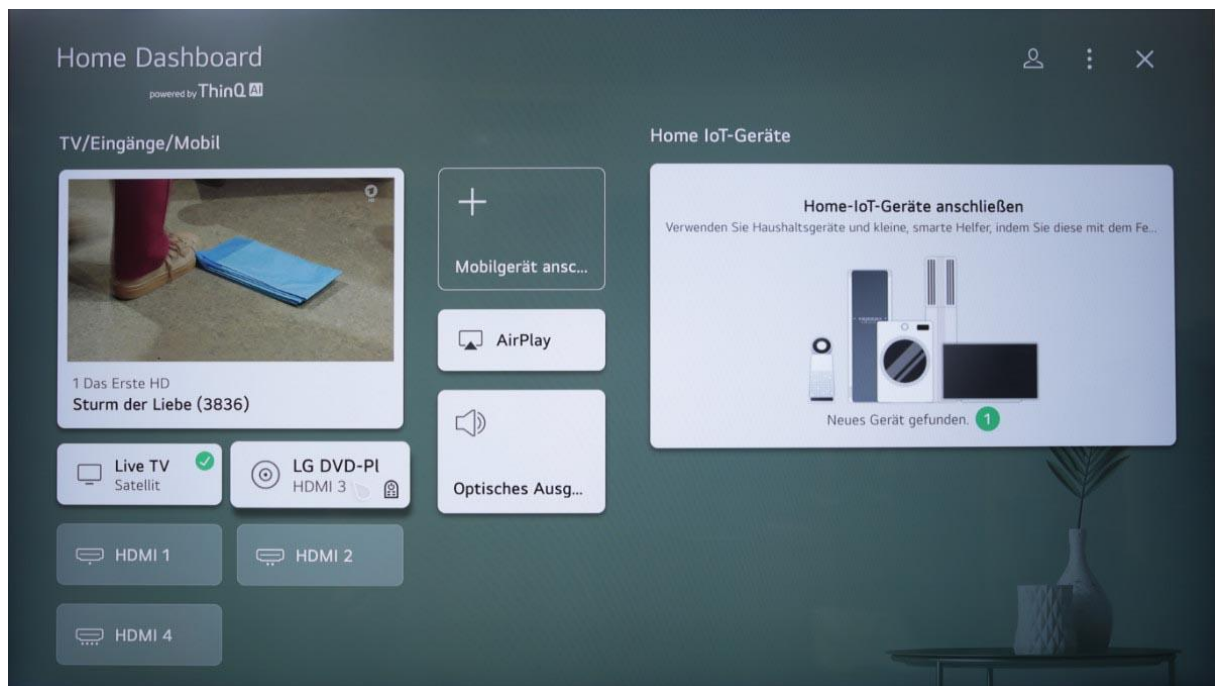 Home Dashboard
powered by ThinQ AI
TV/Eingänge/Mobil
1 Das Erste HD
Sturm der Liebe (3836)
Live TV
Satellit
LG DVD-Pl
HDMI 3
HDMI 1
HDMI 2
HDMI 4
Mobilgerät ansc...
AirPlay
Optisches Ausg...
Home IoT-Geräte
Home-IoT-Geräte anschließen
Verwenden Sie Haushaltsgeräte und kleine, smarte Helfer, indem Sie diese mit dem Fe...
Neues Gerät gefunden. 1